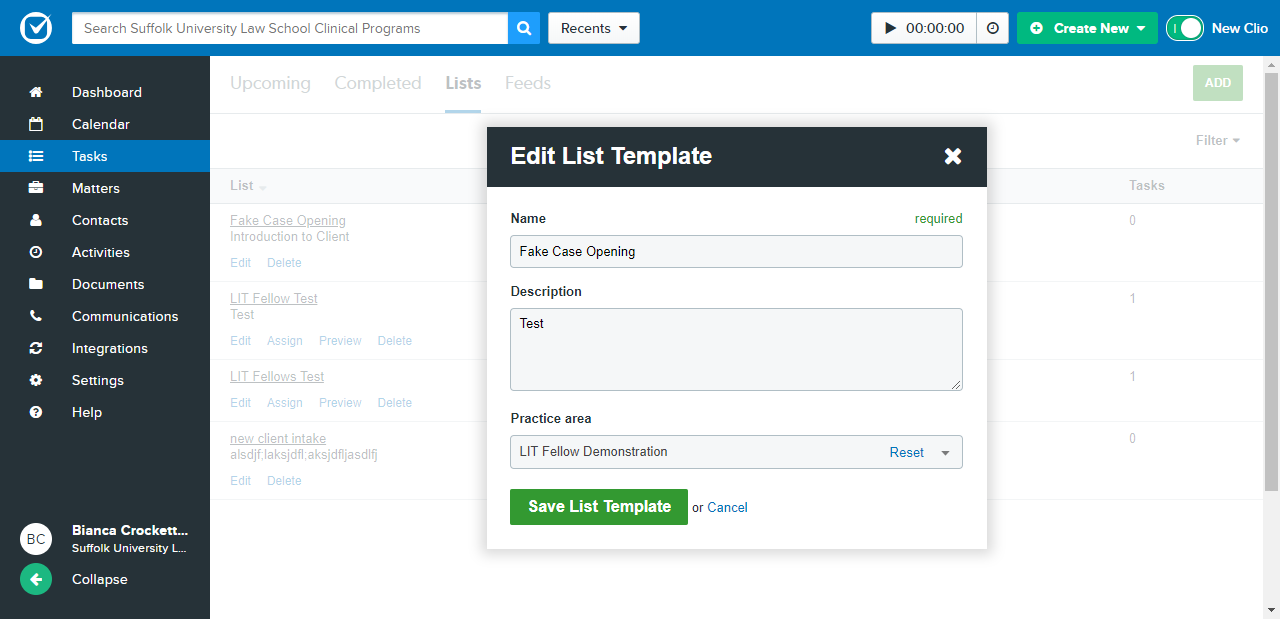 Search Suffolk University Law School Clinical Programs
Recents
00:00:00
Create New
New Clio
Dashboard
Calendar
Tasks
Matters
Contacts
Activities
Documents
Communications
Integrations
Settings
Help
BC
Bianca Crockett...
Suffolk University L...
Collapse
Upcoming Completed Lists Feeds
ADD
Filter
List Tasks
Fake Case Opening 0
Introduction to Client
Edit Delete
LIT Fellow Test 1
Test
Edit Assign Preview Delete
LIT Fellows Test 1
Edit Assign Preview Delete
new client intake 0
alsdjf;laksjdfl;aksjdfljasdlfj
Edit Delete
Edit List Template
Name required
Fake Case Opening
Description
Test
Practice area
LIT Fellow Demonstration Reset
Save List Template or Cancel